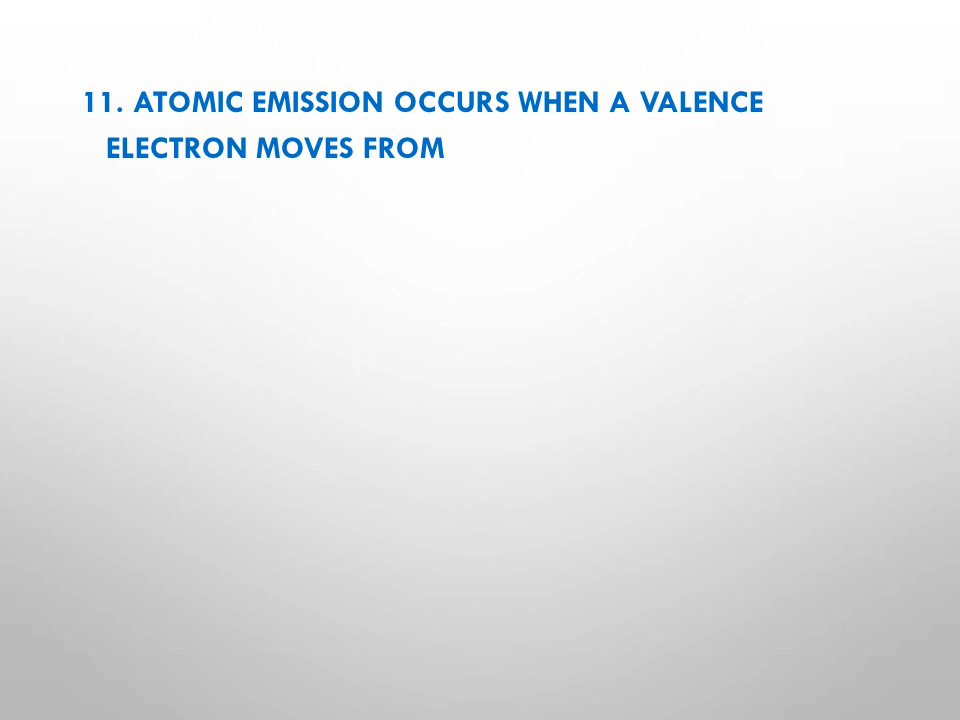 11. ATOMIC EMISSION OCCURS WHEN A VALENCE
ELECTRON MOVES FROM